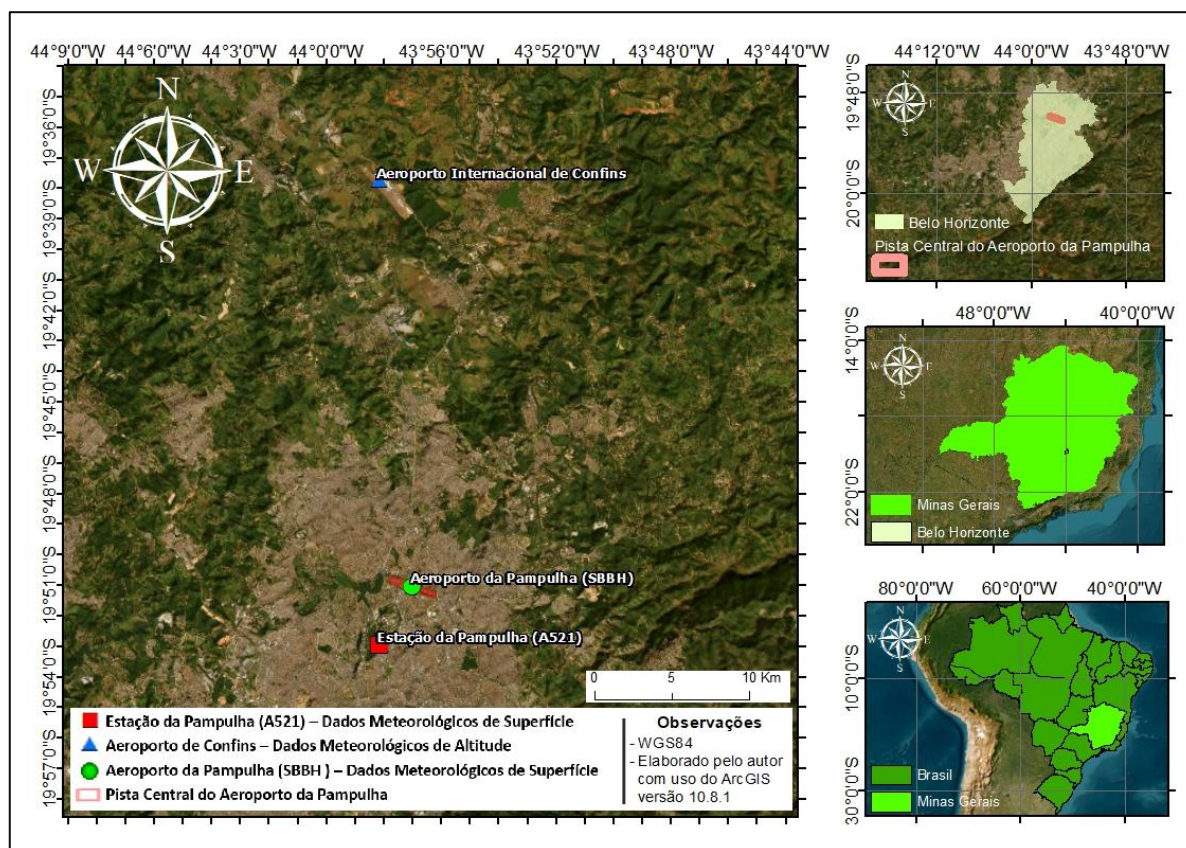 44°9'0"W 44°6'0"W 44°3'0"W 44°0'0"W 43°56'0"W 43°52'0"W 43°48'0"W 43°44'0"W
N
W
E
S
19°36'0"S
19°39'0"S
19°42'0"S
19°45'0"S
19°48'0"S
19°51'0"S
19°54'0"S
19°57'0"S
Aeroporto Internacional de Confins
Aeroporto da Pampulha (SBBH)
Estação da Pampulha (A521)
0 5 10 Km
Estação da Pampulha (A521) – Dados Meteorológicos de Superfície
Aeroporto de Confins – Dados Meteorológicos de Altitude
Aeroporto da Pampulha (SBBH ) – Dados Meteorológicos de Superfície
Pista Central do Aeroporto da Pampulha
Observações
- WGS84
- Elaborado pelo autor
com uso do ArcGIS
versão 10.8.1
44°12'0"W 44°0'0"W 43°48'0"W
19°48'0"S
20°0'0"S
N
W
E
S
Belo Horizonte
Pista Central do Aeroporto da Pampulha
48°0'0"W 40°0'0"W
14°0'0"S
22°0'0"S
N
W
E
S
Minas Gerais
Belo Horizonte
80°0'0"W 60°0'0"W 40°0'0"W
10°0'0"S
30°0'0"S
N
W
E
S
Brasil
Minas Gerais